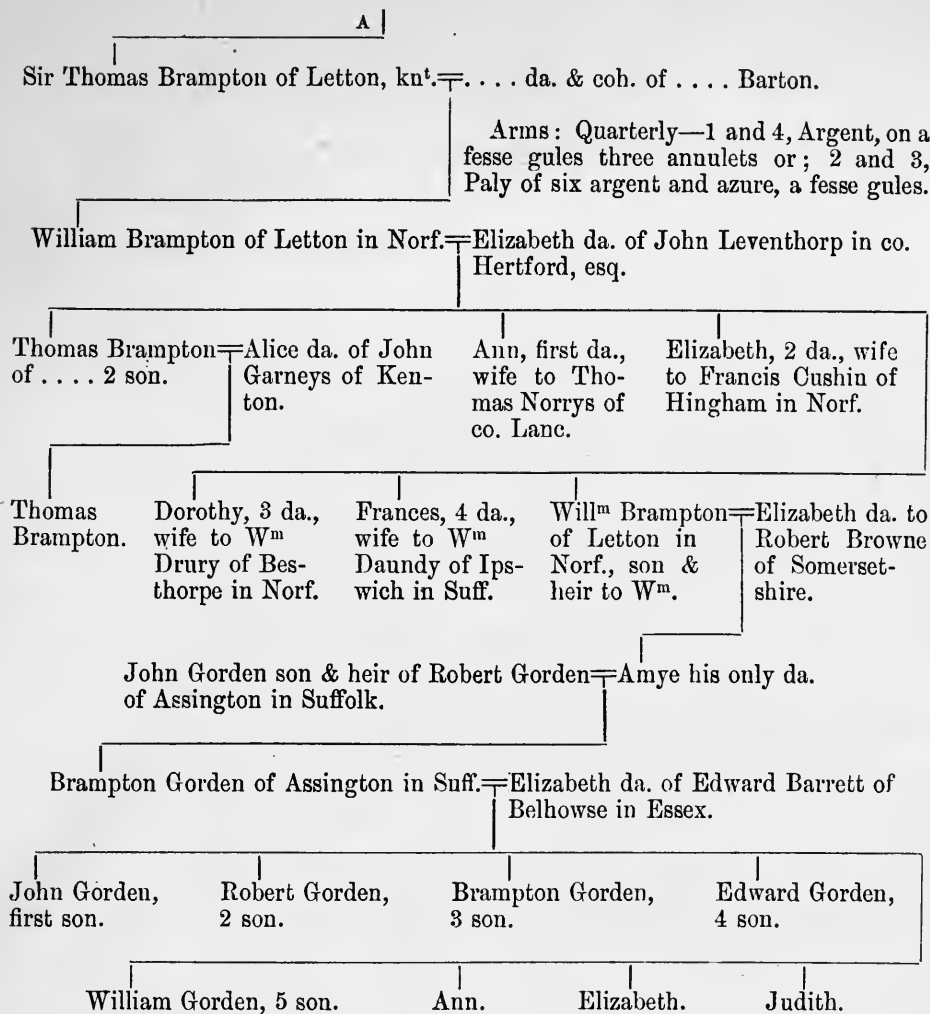 A
Sir Thomas Brampton of Letton, knᵗ.=. . . . da. & coh. of . . . . Barton.
Arms: Quarterly—1 and 4, Argent, on a
fesse gules three annulets or; 2 and 3,
Paly of six argent and azure, a fesse gules.
William Brampton of Letton in Norf.=Elizabeth da. of John Leventhorp in co.
Hertford, esq.
Thomas Brampton=Alice da. of John
of . . . . 2 son.
Garneys of Ken-
ton.
Ann, first da.,
wife to Tho-
mas Norrys of
co. Lanc.
Elizabeth, 2 da., wife
to Francis Cushin of
Hingham in Norf.
Thomas
Brampton.
Dorothy, 3 da.,
wife to Wᵐ
Drury of Bes-
thorpe in Norf.
Frances, 4 da.,
wife to Wᵐ
Daundy of Ips-
wich in Suff.
Willᵐ Brampton=Elizabeth da. to
of Letton in
Norf., son &
heir to Wᵐ.
Robert Browne
of Somerset-
shire.
John Gorden son & heir of Robert Gorden=Amye his only da.
of Assington in Suffolk.
Brampton Gorden of Assington in Suff.=Elizabeth da. of Edward Barrett of
Belhowse in Essex.
John Gorden,
first son.
Robert Gorden,
2 son.
Brampton Gorden,
3 son.
Edward Gorden,
4 son.
William Gorden, 5 son.
Ann.
Elizabeth.
Judith.